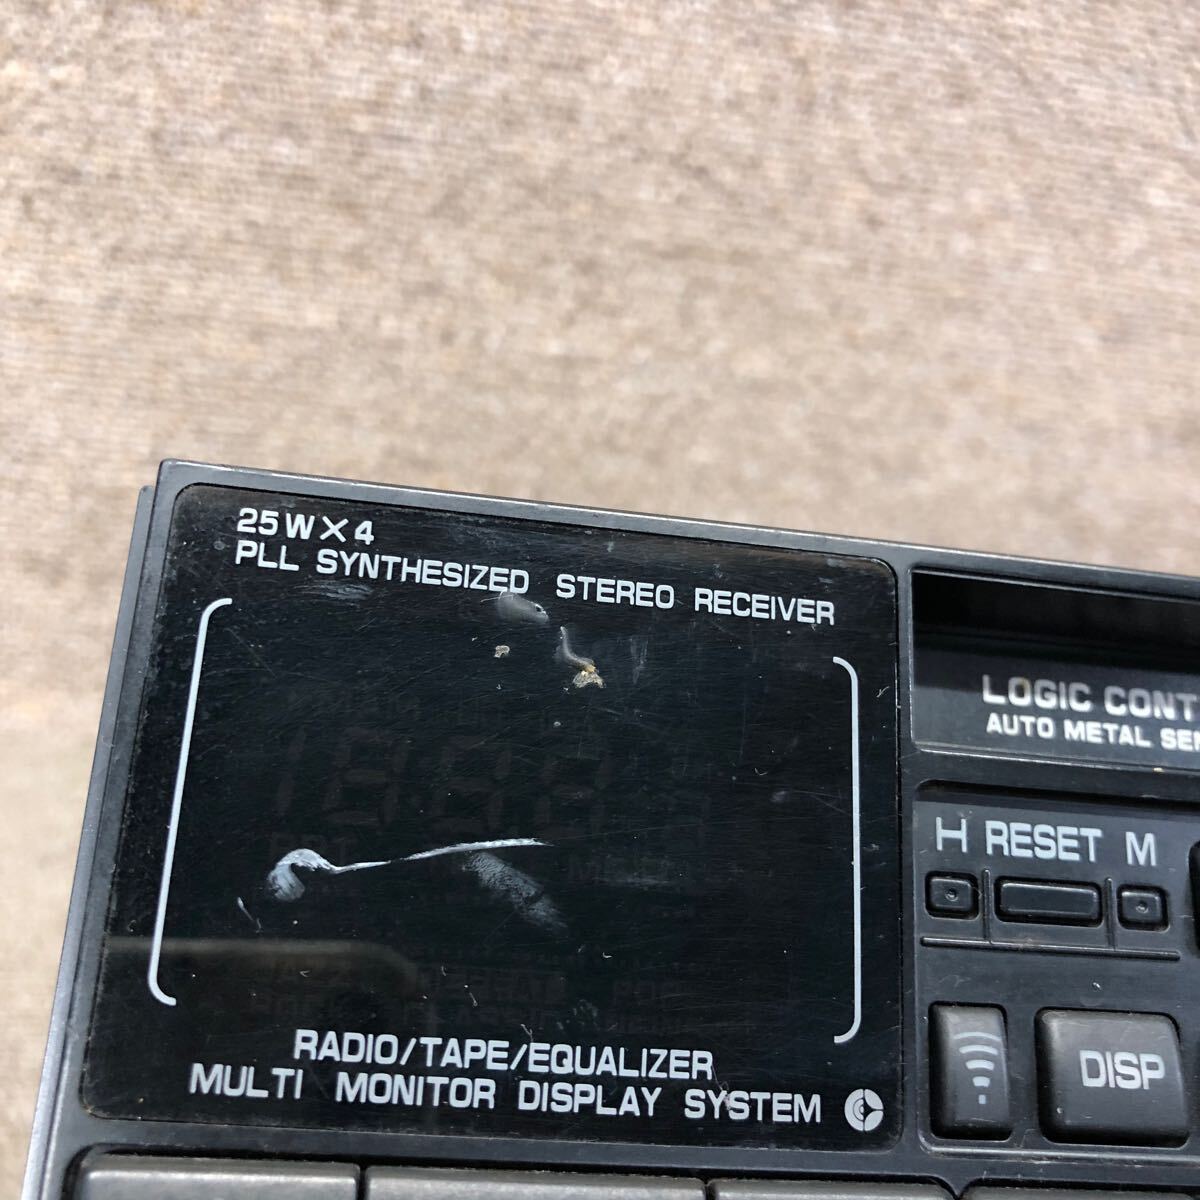 25W×4
PLL SYNTHESIZED STEREO RECEIVER
LOGIC CONT
AUTO METAL SEN
H RESET M
DISP
RADIO/TAPE/EQUALIZER
MULTI MONITOR DISPLAY SYSTEM